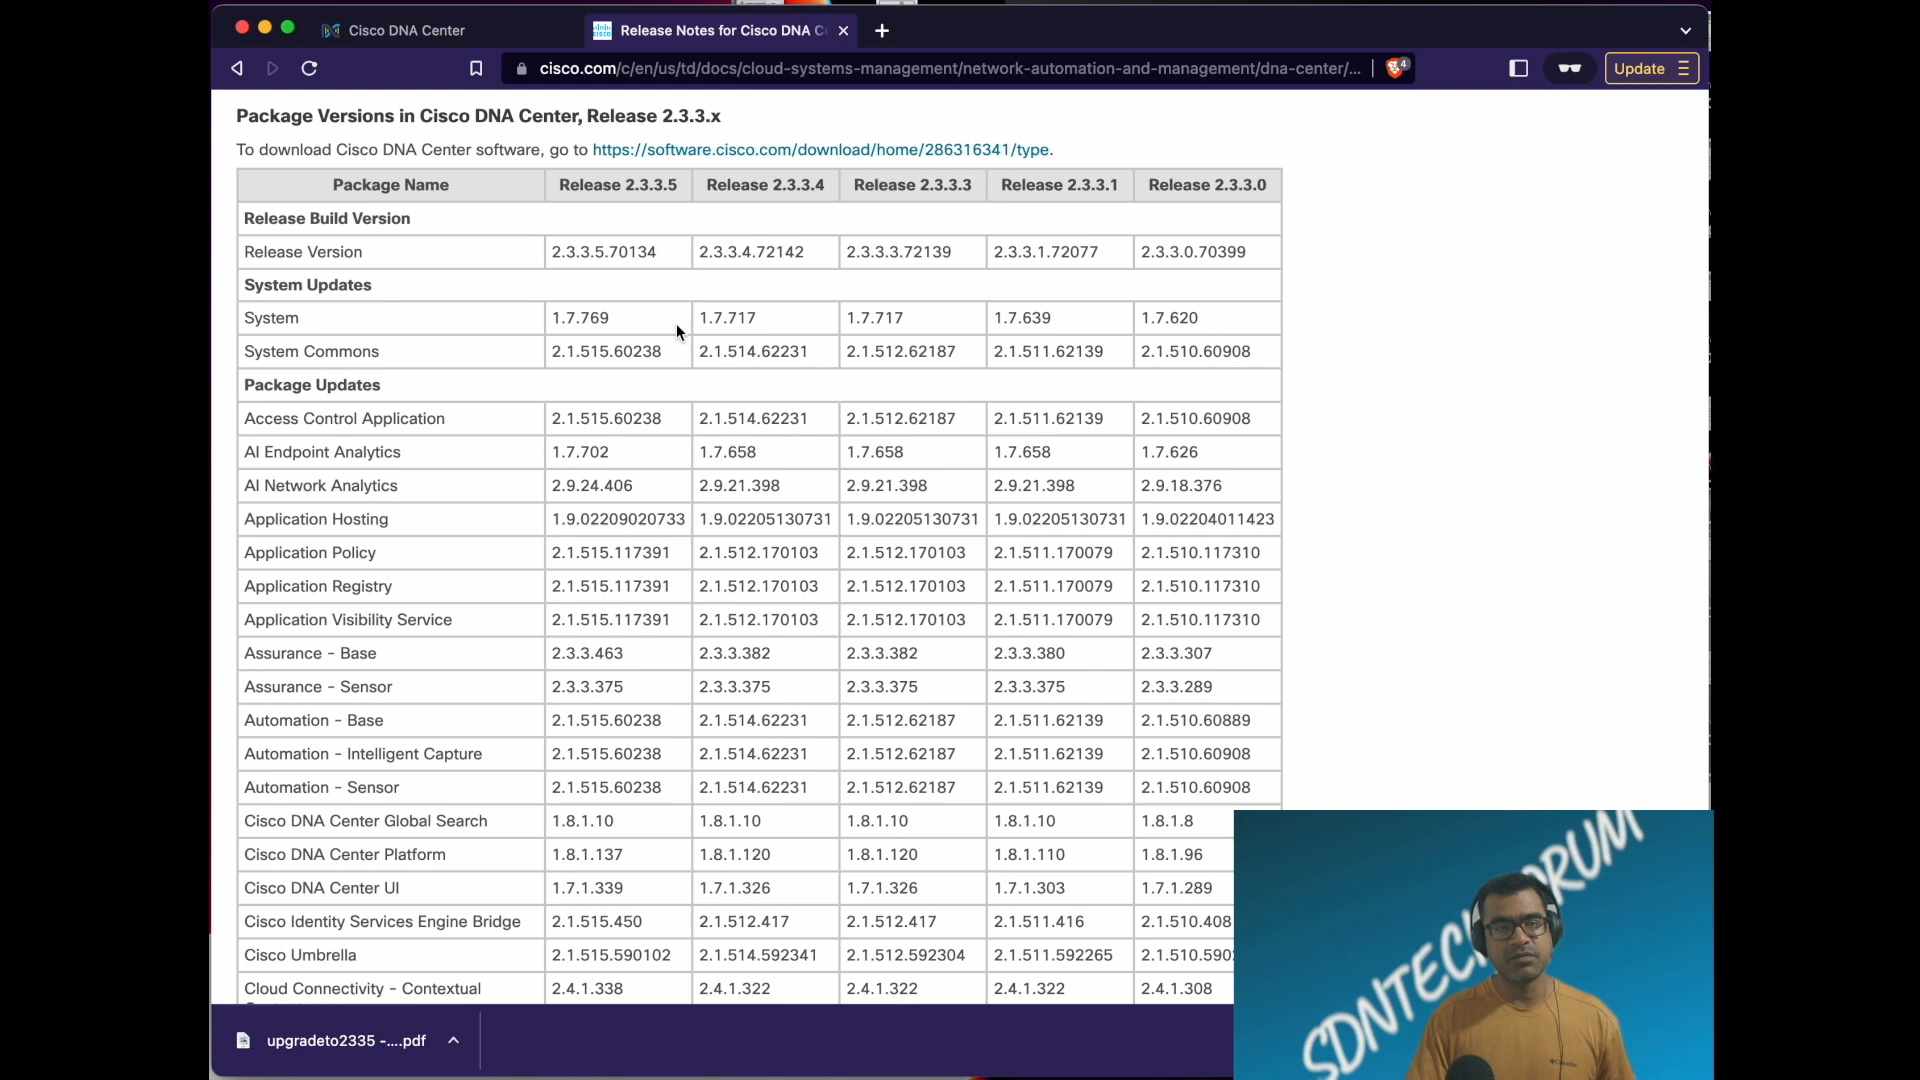 Cisco DNA Center
Release Notes for Cisco DNA C
cisco.com/c/en/us/td/docs/cloud-systems-management/network-automation-and-management/dna-center/...
4
Update
Package Versions in Cisco DNA Center, Release 2.3.3.x
To download Cisco DNA Center software, go to https://software.cisco.com/download/home/286316341/type.
Package Name Release 2.3.3.5 Release 2.3.3.4 Release 2.3.3.3 Release 2.3.3.1 Release 2.3.3.0
Release Build Version
Release Version 2.3.3.5.70134 2.3.3.4.72142 2.3.3.3.72139 2.3.3.1.72077 2.3.3.0.70399
System Updates
System 1.7.769 1.7.717 1.7.717 1.7.639 1.7.620
System Commons 2.1.515.60238 2.1.514.62231 2.1.512.62187 2.1.511.62139 2.1.510.60908
Package Updates
Access Control Application 2.1.515.60238 2.1.514.62231 2.1.512.62187 2.1.511.62139 2.1.510.60908
AI Endpoint Analytics 1.7.702 1.7.658 1.7.658 1.7.658 1.7.626
AI Network Analytics 2.9.24.406 2.9.21.398 2.9.21.398 2.9.21.398 2.9.18.376
Application Hosting 1.9.02209020733 1.9.02205130731 1.9.02205130731 1.9.02205130731 1.9.02204011423
Application Policy 2.1.515.117391 2.1.512.170103 2.1.512.170103 2.1.511.170079 2.1.510.117310
Application Registry 2.1.515.117391 2.1.512.170103 2.1.512.170103 2.1.511.170079 2.1.510.117310
Application Visibility Service 2.1.515.117391 2.1.512.170103 2.1.512.170103 2.1.511.170079 2.1.510.117310
Assurance - Base 2.3.3.463 2.3.3.382 2.3.3.382 2.3.3.380 2.3.3.307
Assurance - Sensor 2.3.3.375 2.3.3.375 2.3.3.375 2.3.3.375 2.3.3.289
Automation - Base 2.1.515.60238 2.1.514.62231 2.1.512.62187 2.1.511.62139 2.1.510.60889
Automation - Intelligent Capture 2.1.515.60238 2.1.514.62231 2.1.512.62187 2.1.511.62139 2.1.510.60908
Automation - Sensor 2.1.515.60238 2.1.514.62231 2.1.512.62187 2.1.511.62139 2.1.510.60908
Cisco DNA Center Global Search 1.8.1.10 1.8.1.10 1.8.1.10 1.8.1.10 1.8.1.8
Cisco DNA Center Platform 1.8.1.137 1.8.1.120 1.8.1.120 1.8.1.110 1.8.1.96
Cisco DNA Center UI 1.7.1.339 1.7.1.326 1.7.1.326 1.7.1.303 1.7.1.289
Cisco Identity Services Engine Bridge 2.1.515.450 2.1.512.417 2.1.512.417 2.1.511.416 2.1.510.408
Cisco Umbrella 2.1.515.590102 2.1.514.592341 2.1.512.592304 2.1.511.592265 2.1.510.590
Cloud Connectivity - Contextual 2.4.1.338 2.4.1.322 2.4.1.322 2.4.1.322 2.4.1.308
upgradeto2335 -....pdf